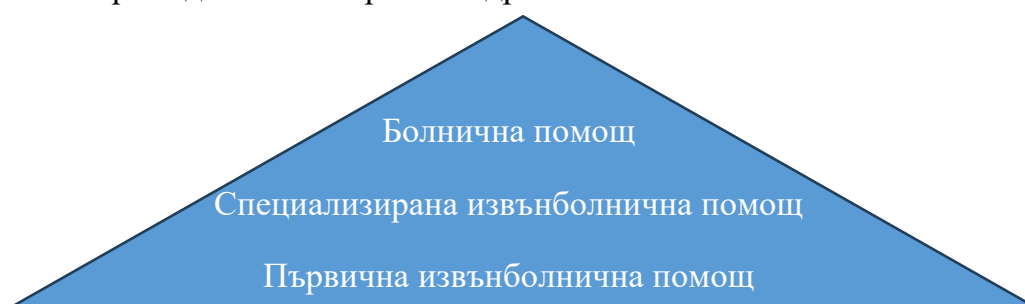 Болнична помощ
Специализирана извънболнична помощ
Първична извънболнична помощ